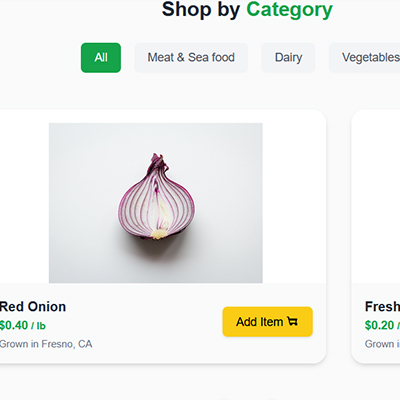 Shop by Category
All Meat & Sea food Dairy Vegetables
Red Onion
$0.40 / lb
Grown in Fresno, CA
Add Item
Fresh
$0.20 /
Grown i